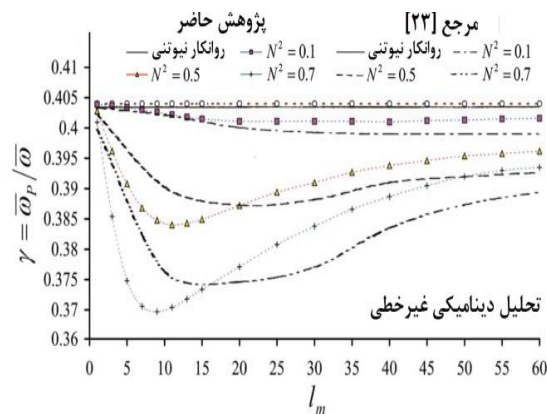 پژوهش حاضر
مرجع [۲۳]
روانکار نیوتنی
N² = 0.1
N² = 0.5
N² = 0.7
روانکار نیوتنی
N² = 0.1
N² = 0.5
N² = 0.7
0.41
0.405
0.4
0.395
0.39
0.385
0.38
0.375
0.37
0.36
γ = ω̅_P / ω̅
تحلیل دینامیکی غیرخطی
0 5 10 15 20 25 30 35 40 45 50 55 60
l_m